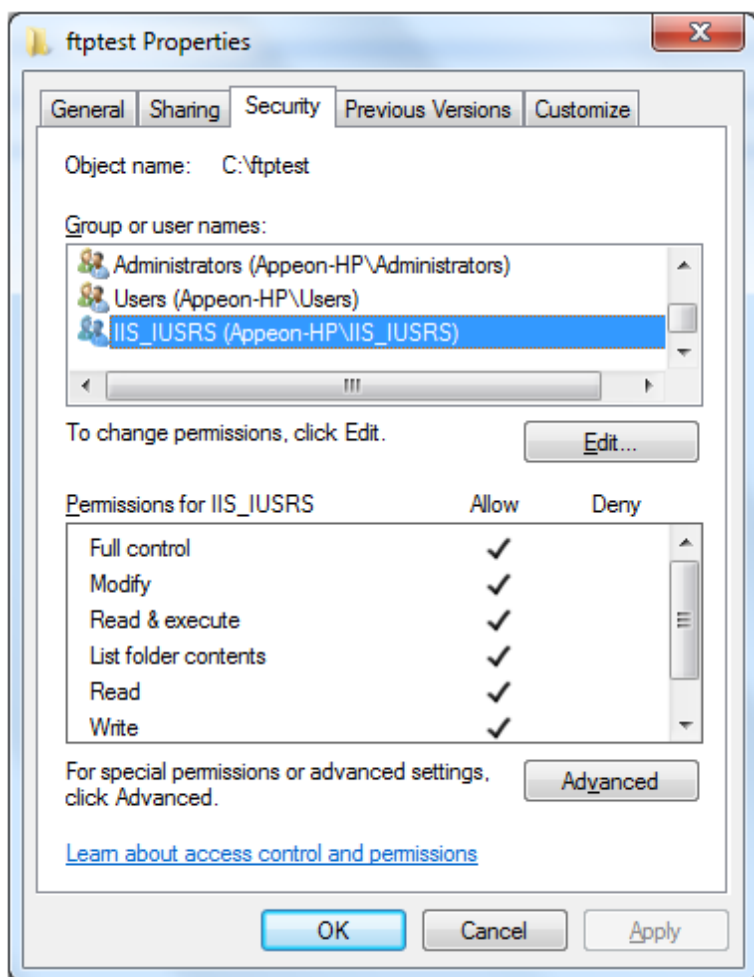 ftptest Properties
General Sharing Security Previous Versions Customize
Object name: C:\ftptest
Group or user names:
Administrators (Appeon-HP\Administrators)
Users (Appeon-HP\Users)
IIS_IUSRS (Appeon-HP\IIS_IUSRS)
To change permissions, click Edit.
Edit...
Permissions for IIS_IUSRS Allow Deny
Full control
Modify
Read & execute
List folder contents
Read
Write
For special permissions or advanced settings,
click Advanced.
Advanced
Learn about access control and permissions
OK Cancel Apply